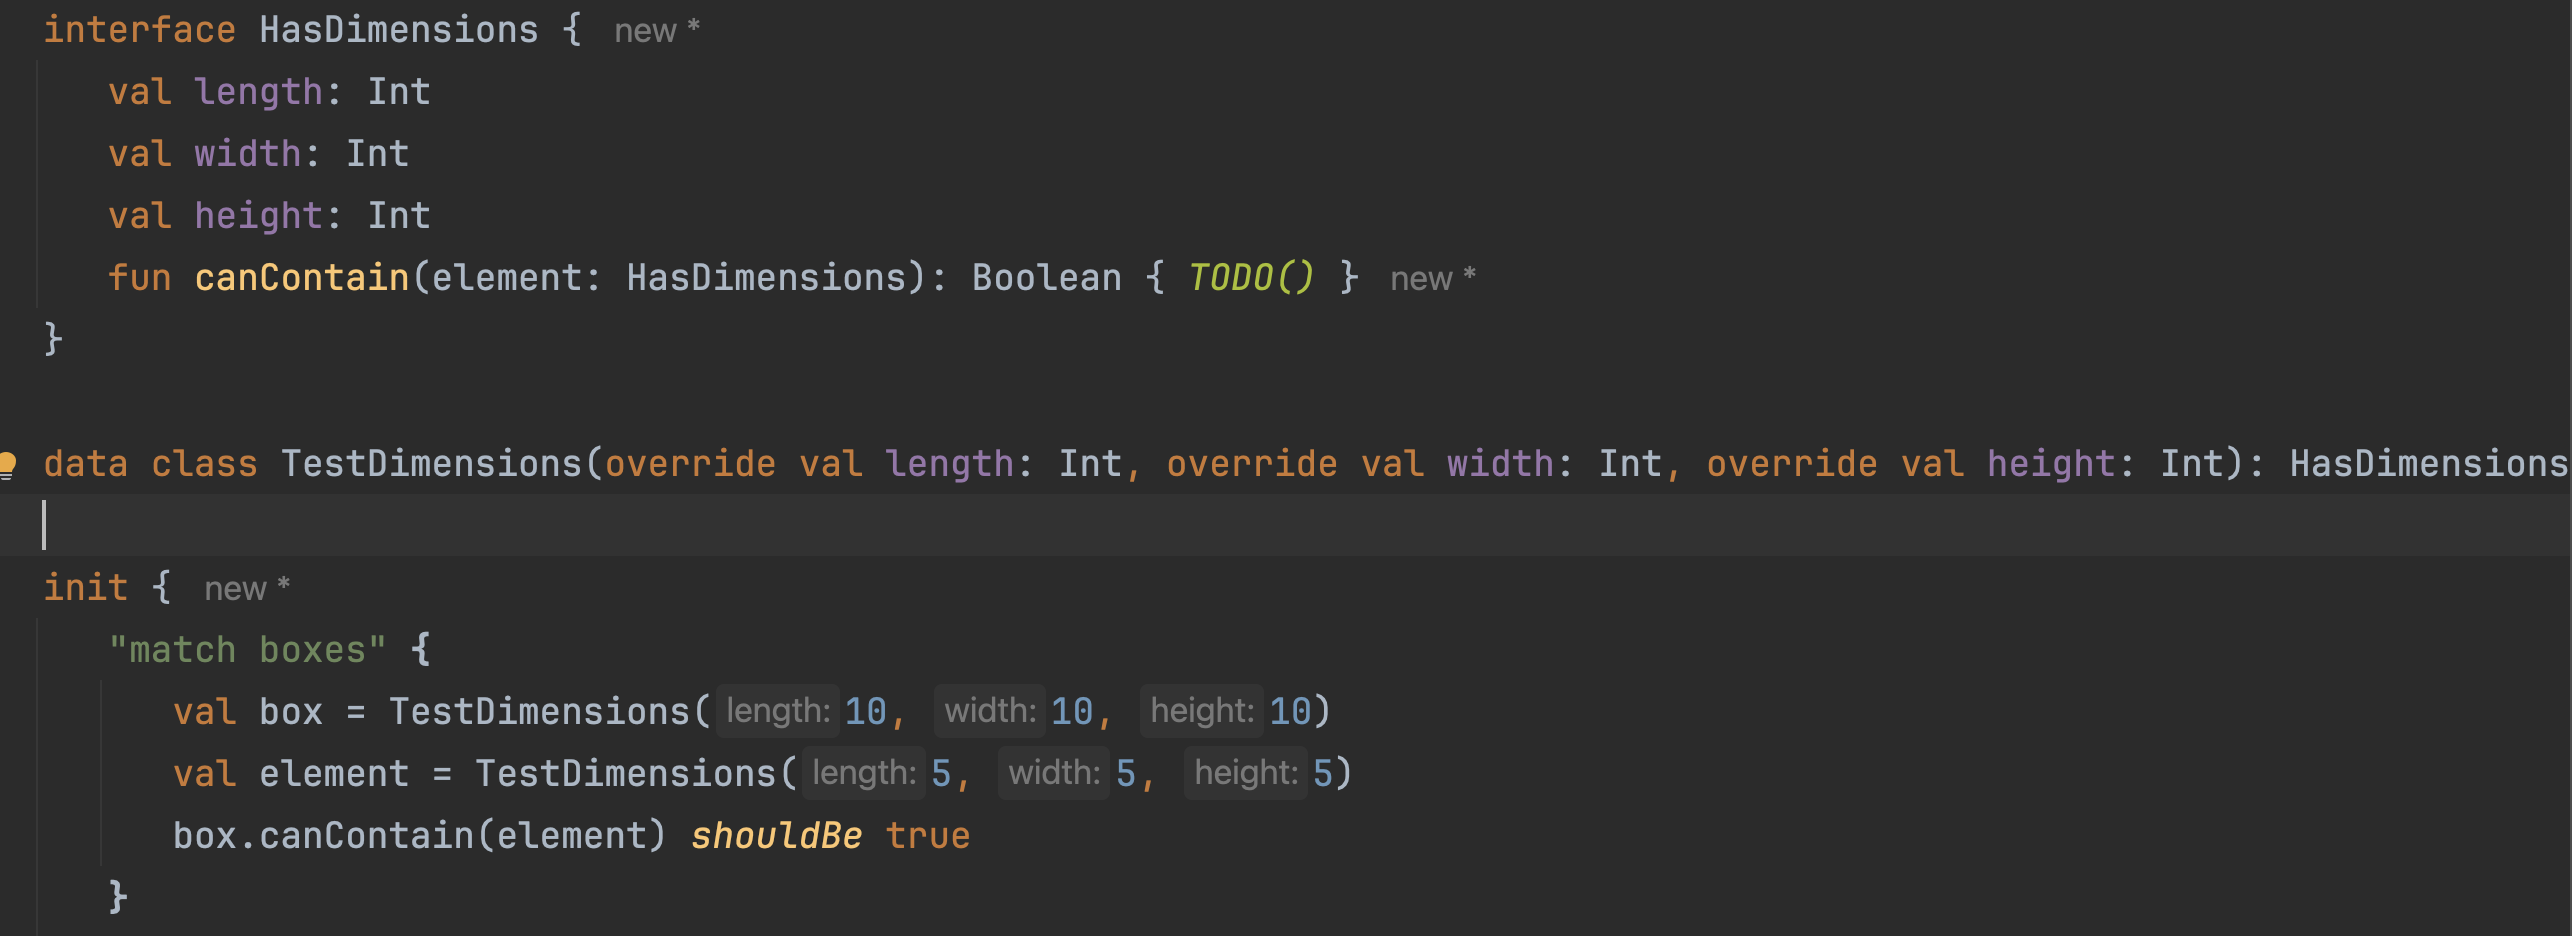 interface HasDimensions { new *
val length: Int
val width: Int
val height: Int
fun canContain(element: HasDimensions): Boolean { TODO() } new *
}
data class TestDimensions(override val length: Int, override val width: Int, override val height: Int): HasDimensions
init { new *
"match boxes" {
val box = TestDimensions( length: 10, width: 10, height: 10)
val element = TestDimensions( length: 5, width: 5, height: 5)
box.canContain(element) shouldBe true
}